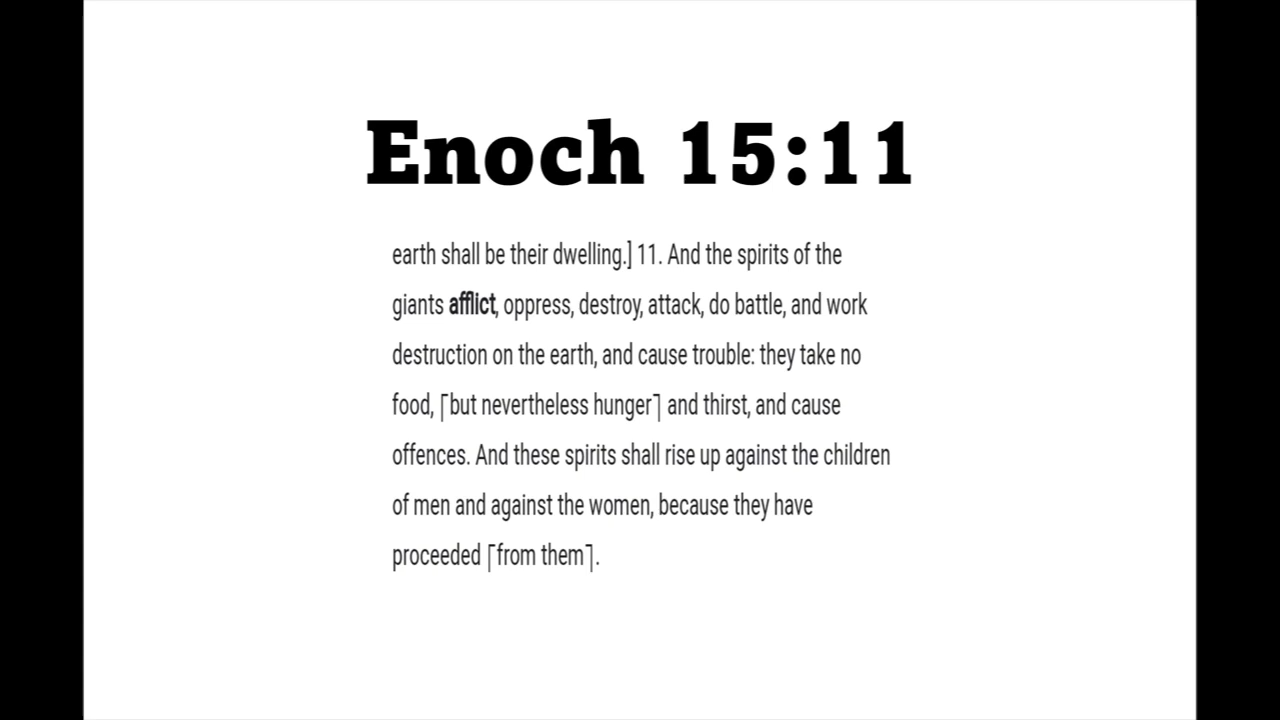 Enoch 15:11
earth shall be their dwelling.] 11. And the spirits of the
giants afflict, oppress, destroy, attack, do battle, and work
destruction on the earth, and cause trouble: they take no
food, ⌈but nevertheless hunger⌉ and thirst, and cause
offences. And these spirits shall rise up against the children
of men and against the women, because they have
proceeded ⌈from them⌉.